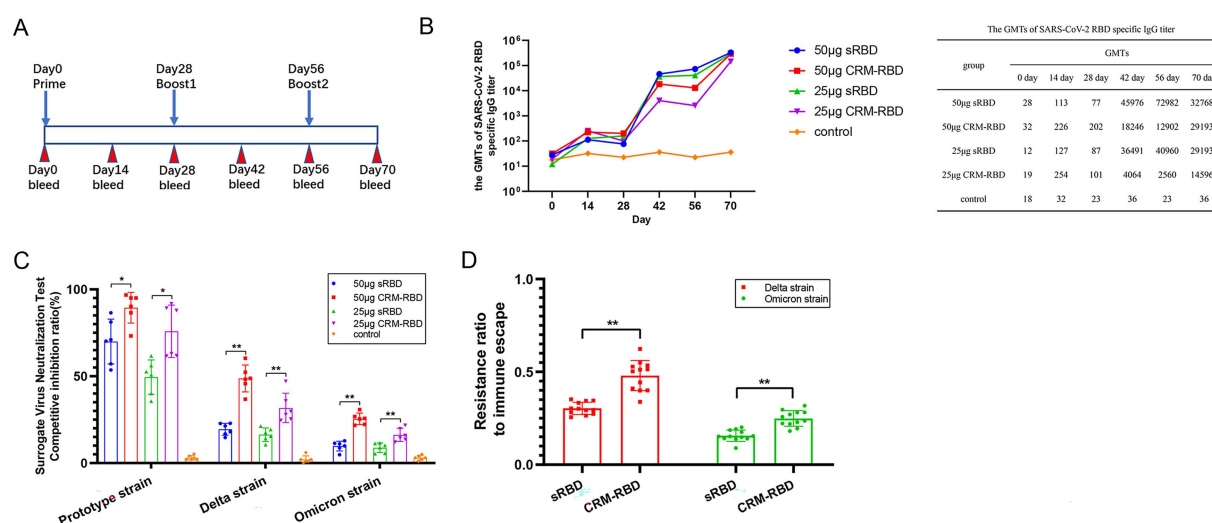 A
Day0
Prime
Day28
Boost1
Day56
Boost2
Day0
bleed
Day14
bleed
Day28
bleed
Day42
bleed
Day56
bleed
Day70
bleed
B
the GMTs of SARS-CoV-2 RBD
specific IgG titer
10⁶
10⁵
10⁴
10³
10²
10¹
10⁰
0 14 28 42 56 70
Day
50μg sRBD
50μg CRM-RBD
25μg sRBD
25μg CRM-RBD
control
The GMTs of SARS-CoV-2 RBD specific IgG titer
group GMTs
0 day 14 day 28 day 42 day 56 day 70 da
50μg sRBD 28 113 77 45976 72982 32768
50μg CRM-RBD 32 226 202 18246 12902 29193
25μg sRBD 12 127 87 36491 40960 29193
25μg CRM-RBD 19 254 101 4064 2560 14596
control 18 32 23 36 23 36
C
Surrogate Virus Neutralization Test
Competitive inhibition ratio(%)
100
50
0
* *
** **
** **
50μg sRBD
50μg CRM-RBD
25μg sRBD
25μg CRM-RBD
control
Prototype strain
Delta strain
Omicron strain
D
Resistance ratio
to immune escape
1.0
0.5
0.0
**
**
Delta strain
Omicron strain
sRBD
CRM-RBD
sRBD
CRM-RBD